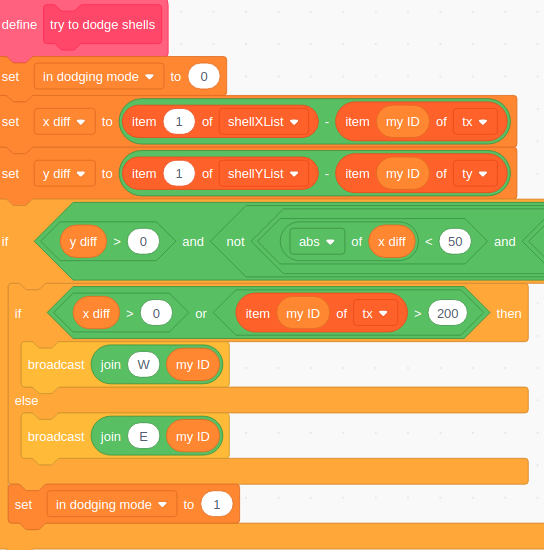 define try to dodge shells
set in dodging mode to 0
set x diff to item 1 of shellXList - item my ID of tx
set y diff to item 1 of shellYList - item my ID of ty
if y diff > 0 and not abs of x diff < 50 and
if x diff > 0 or item my ID of tx > 200 then
broadcast join W my ID
else
broadcast join E my ID
set in dodging mode to 1